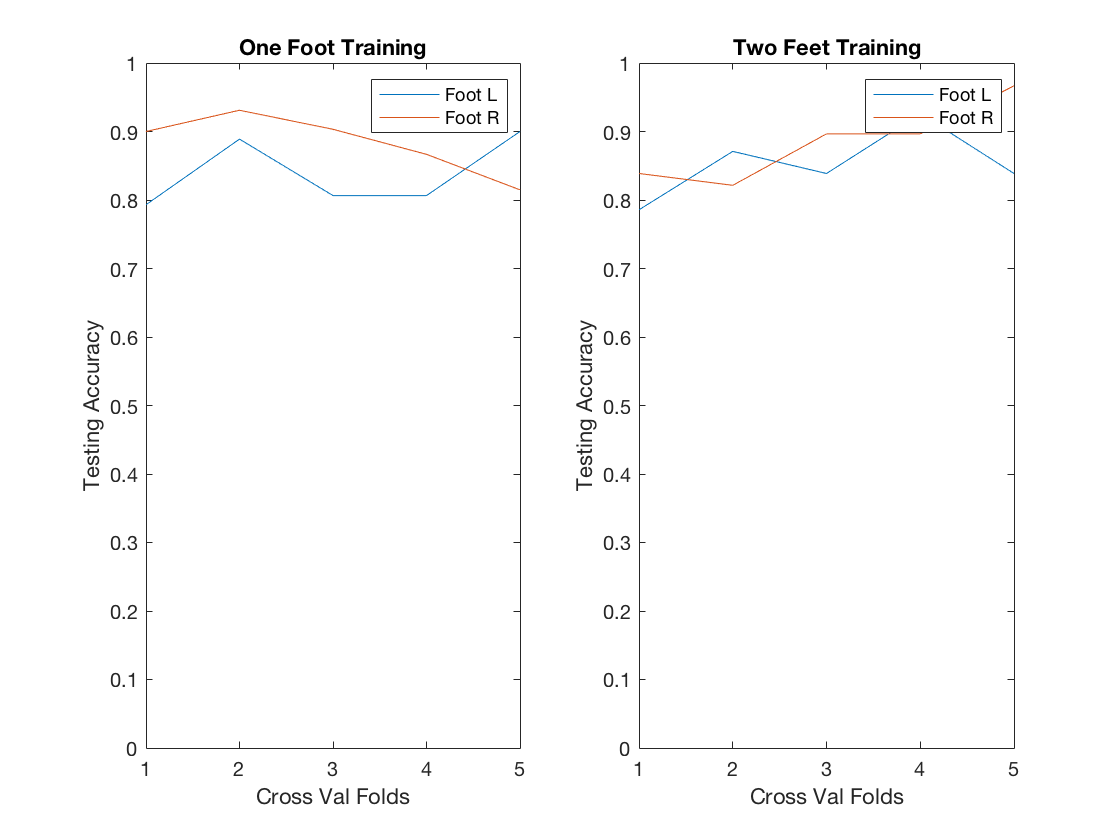 One Foot Training
1
0.9
0.8
0.7
0.6
0.5
0.4
0.3
0.2
0.1
0
Testing Accuracy
Foot L
Foot R
1 2 3 4 5
Cross Val Folds
Two Feet Training
1
0.9
0.8
0.7
0.6
0.5
0.4
0.3
0.2
0.1
0
Testing Accuracy
Foot L
Foot R
1 2 3 4 5
Cross Val Folds